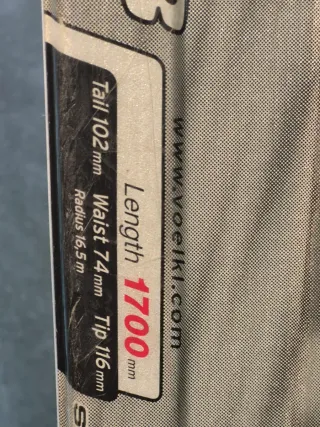 www.voelkl.com
Length 1700 mm
Tail 102 mm Waist 74 mm Tip 116 mm
Radius 16,5 m